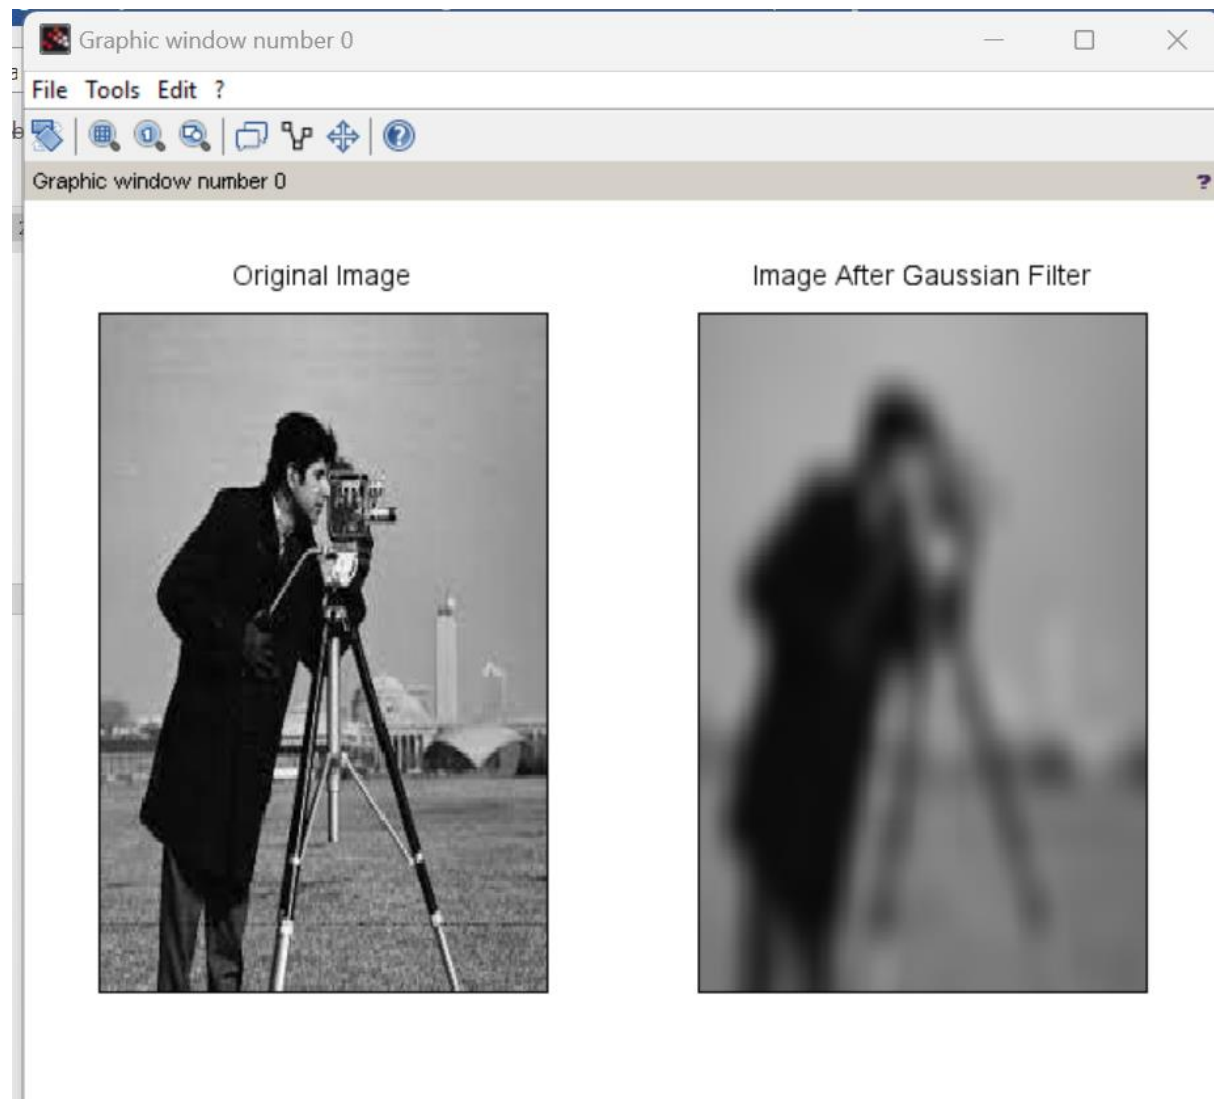 Graphic window number 0
File Tools Edit ?
Graphic window number 0 ?
Original Image Image After Gaussian Filter